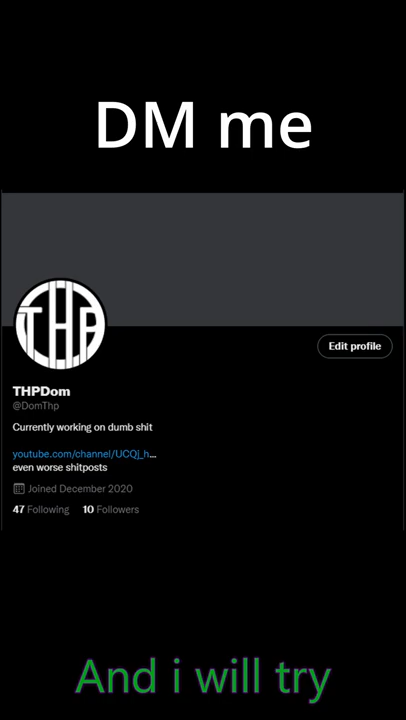 DM me
THP
Edit profile
THPDom
@DomThp
Currently working on dumb shit
youtube.com/channel/UCQj_h...
even worse shitposts
Joined December 2020
47 Following 10 Followers
And i will try